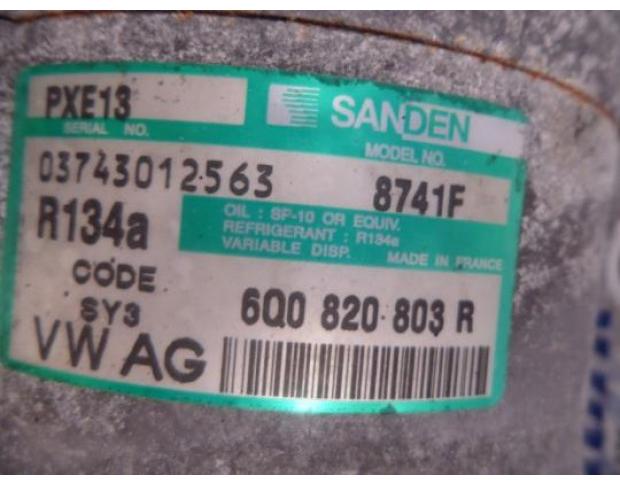 PXE13
SANDEN
SERIAL NO.
MODEL NO.
03743012563
8741F
R134a
OIL : SP-10 OR EQUIV.
REFRIGERANT : R134a
VARIABLE DISP.
MADE IN FRANCE
CODE
SY3
6Q0 820 803 R
VW AG